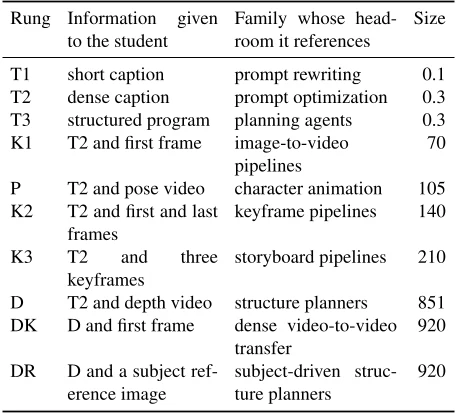 Rung Information given to the student Family whose head-room it references Size
T1 short caption prompt rewriting 0.1
T2 dense caption prompt optimization 0.3
T3 structured program planning agents 0.3
K1 T2 and first frame image-to-video pipelines 70
P T2 and pose video character animation 105
K2 T2 and first and last frames keyframe pipelines 140
K3 T2 and three keyframes storyboard pipelines 210
D T2 and depth video structure planners 851
DK D and first frame dense video-to-video transfer 920
DR D and a subject ref-erence image subject-driven struc-ture planners 920